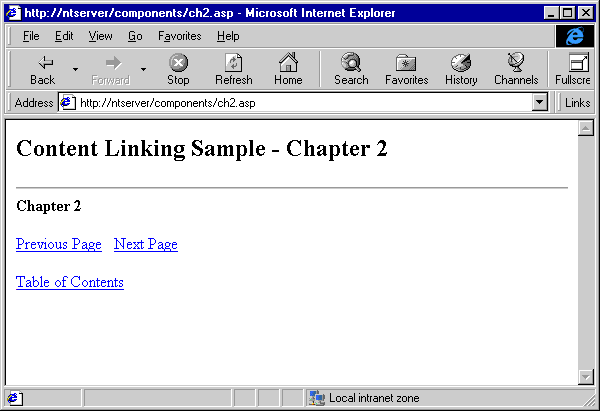 http://ntserver/components/ch2.asp - Microsoft Internet Explorer
File Edit View Go Favorites Help
Back Forward Stop Refresh Home Search Favorites History Channels Fullscre
Address http://ntserver/components/ch2.asp Links
Content Linking Sample - Chapter 2
Chapter 2
Previous Page Next Page
Table of Contents
Local intranet zone